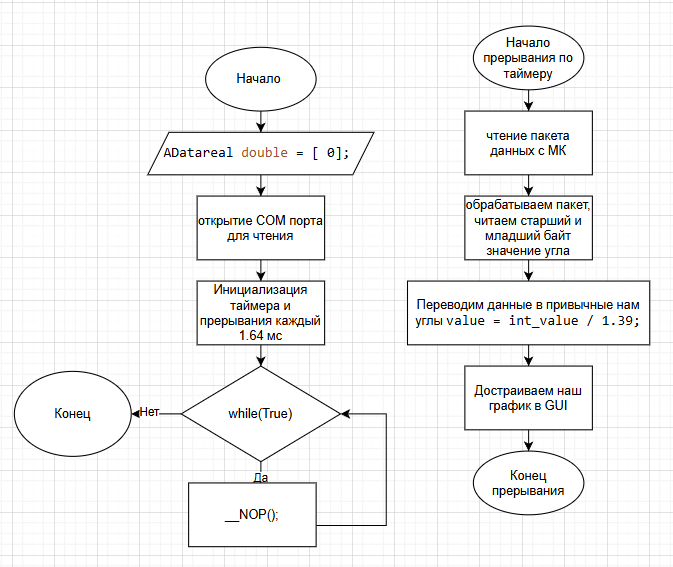 Начало
ADatareal double = [ 0];
открытие COM порта
для чтения
Инициализация
таймера и
прерывания каждый
1.64 мс
while(True)
Нет
Конец
Да
__NOP();
Начало
прерывания по
таймеру
чтение пакета
данных с МК
обрабатываем пакет,
читаем старший и
младший байт
значение угла
Переводим данные в привычные нам
углы value = int_value / 1.39;
Достраиваем наш
график в GUI
Конец
прерывания